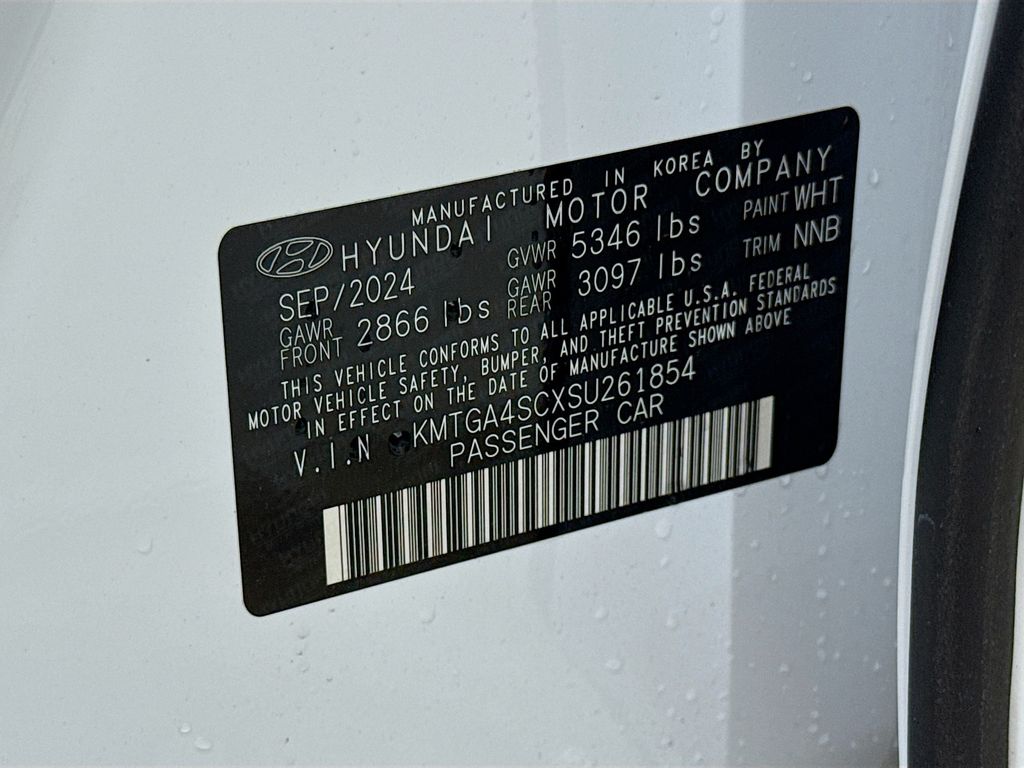 MANUFACTURED IN KOREA BY
HYUNDAI MOTOR COMPANY
SEP/2024 GVWR 5346 lbs PAINT WHT
GAWR FRONT 2866 lbs GAWR REAR 3097 lbs TRIM NNB
THIS VEHICLE CONFORMS TO ALL APPLICABLE U.S.A. FEDERAL
MOTOR VEHICLE SAFETY, BUMPER, AND THEFT PREVENTION STANDARDS
IN EFFECT ON THE DATE OF MANUFACTURE SHOWN ABOVE
V.I.N KMTGA4SCXSU261854
PASSENGER CAR